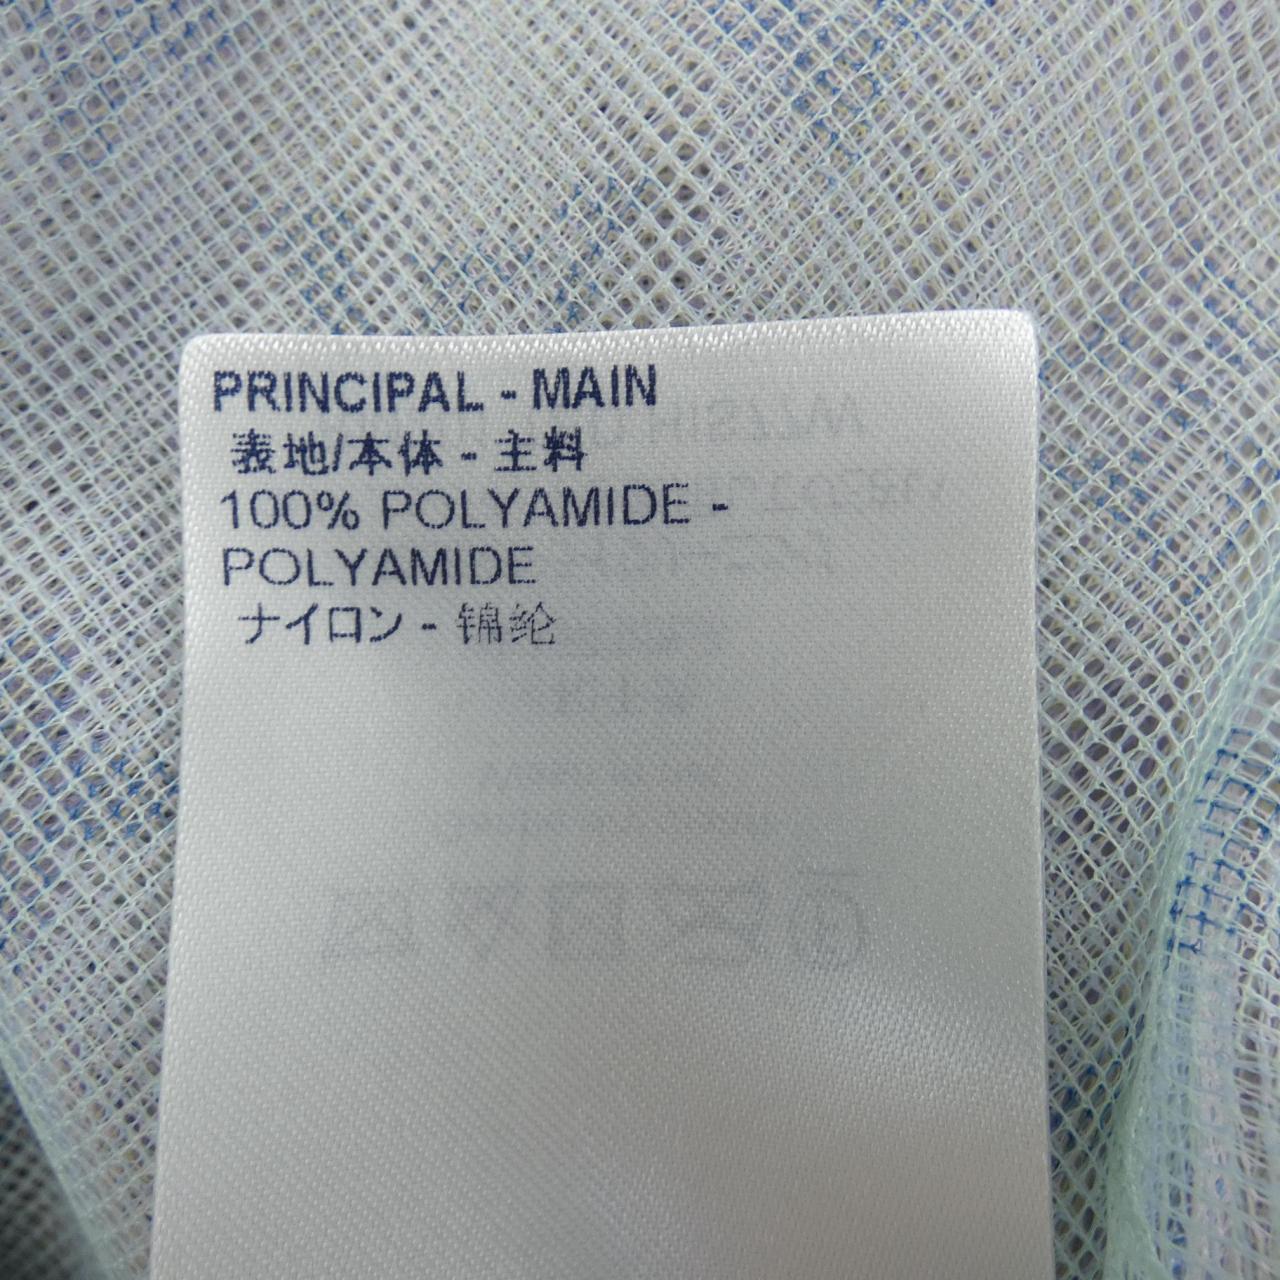 PRINCIPAL - MAIN
表地/本体 - 主料
100% POLYAMIDE -
POLYAMIDE
ナイロン - 锦纶